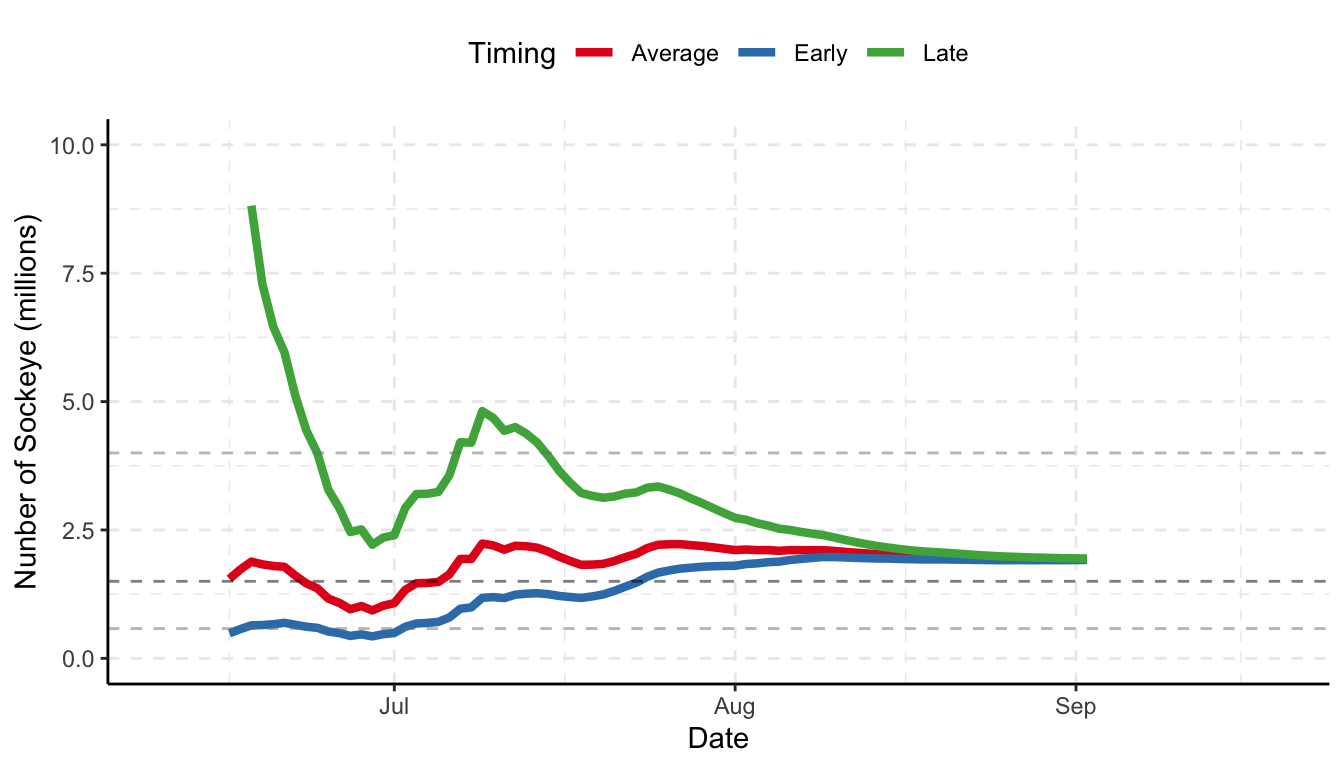 Timing Average Early Late
10.0
7.5
5.0
2.5
0.0
Nunber of Sockeye (millions)
Jul Aug Sep
Date